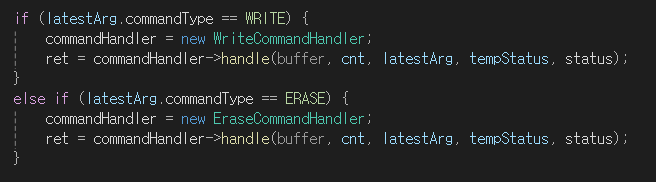 if (latestArg.commandType == WRITE) {
    commandHandler = new WriteCommandHandler;
    ret = commandHandler->handle(buffer, cnt, latestArg, tempStatus, status);
}
else if (latestArg.commandType == ERASE) {
    commandHandler = new EraseCommandHandler;
    ret = commandHandler->handle(buffer, cnt, latestArg, tempStatus, status);
}